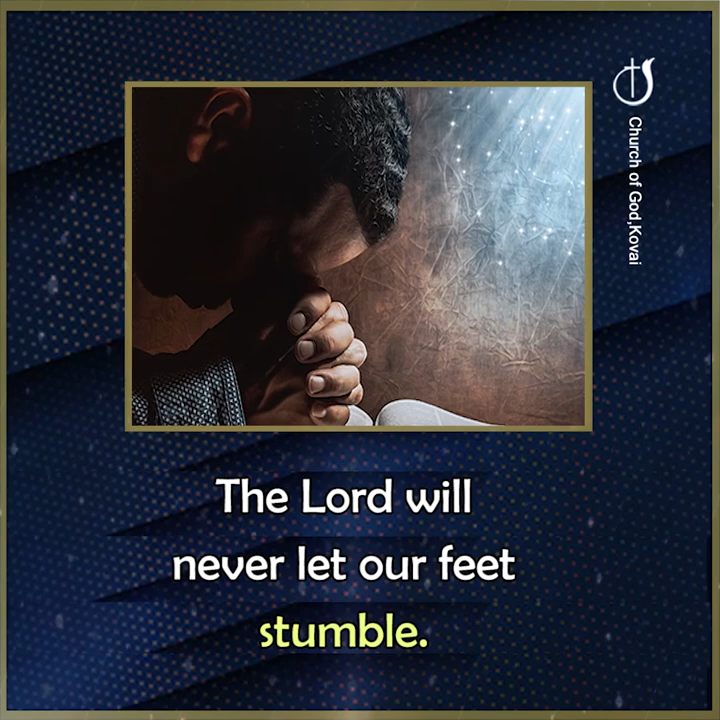 Church of God,Kovai
The Lord will
never let our feet
stumble.